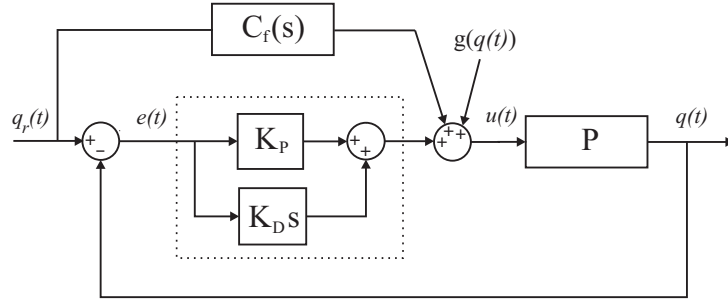 C_f(s)
g(q(t))
q_r(t)
e(t)
u(t)
q(t)
+
−
K_P
+
+
+
+
+
P
K_D s